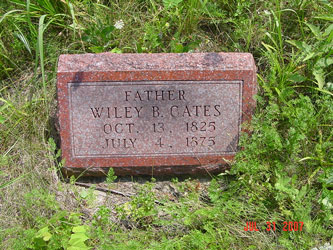 FATHER
WILEY B. CATES
OCT. 13, 1825
JULY 4, 1875